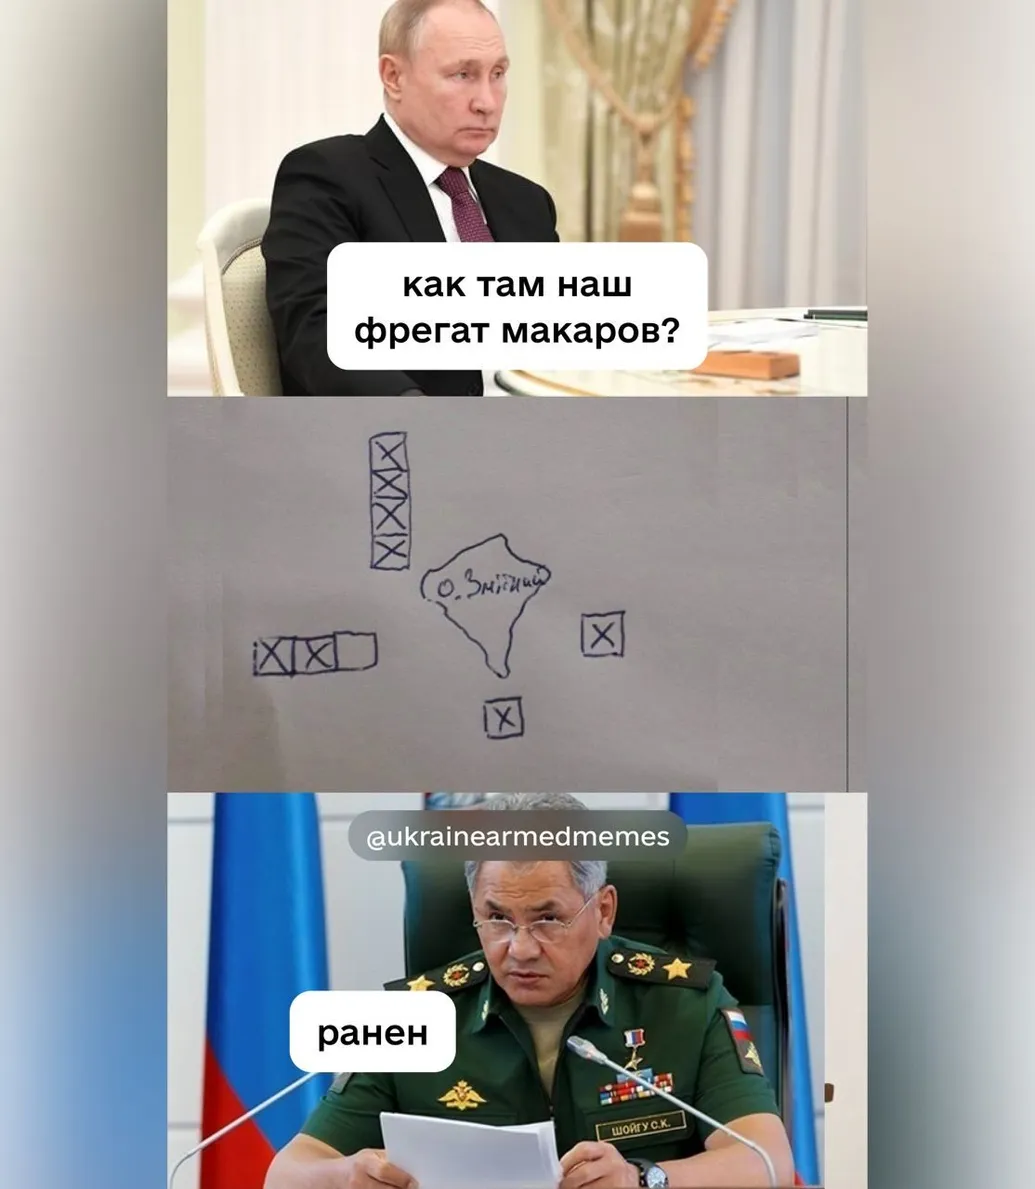 как там наш
фрегат макаров?
о. Зміїний
@ukrainearmedmemes
ранен
ШОЙГУ С.К.